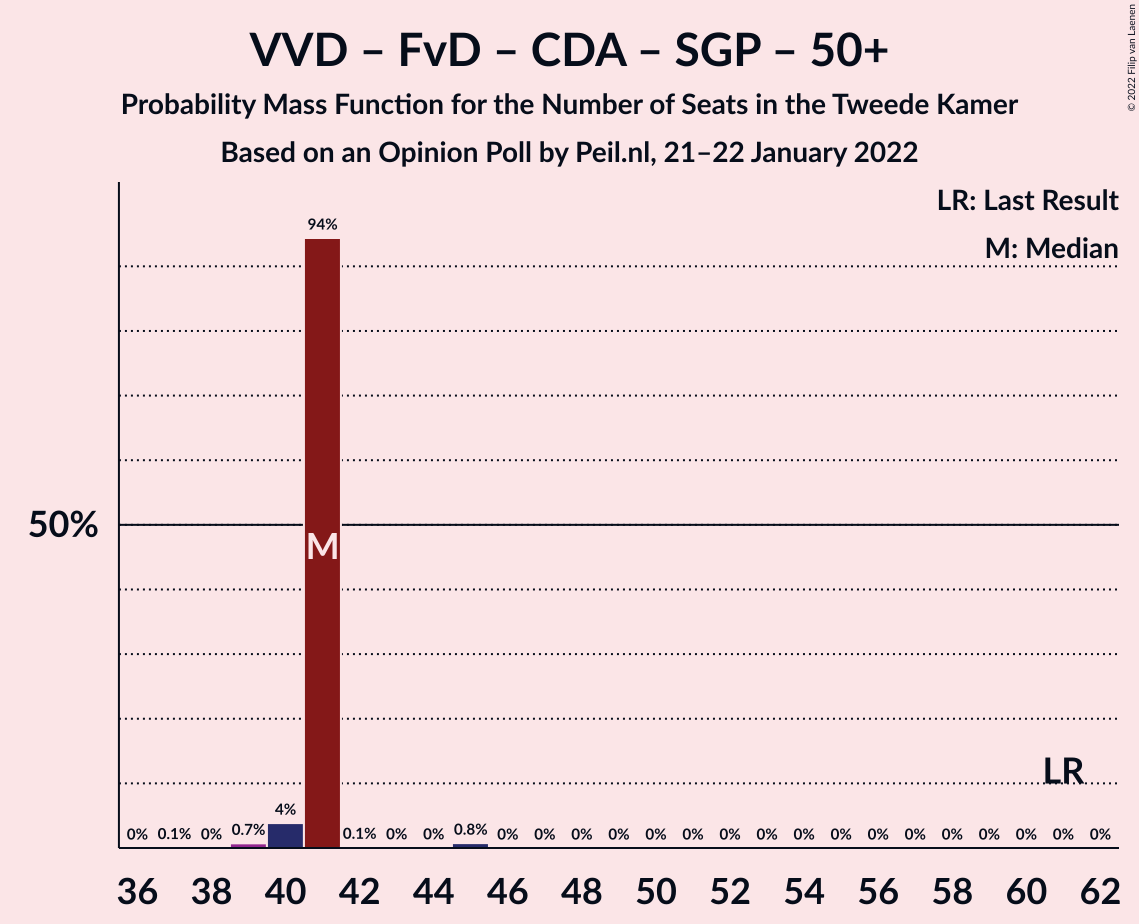 VVD – FvD – CDA – SGP – 50+
Probability Mass Function for the Number of Seats in the Tweede Kamer
Based on an Opinion Poll by Peil.nl, 21–22 January 2022
© 2022 Filip van Laenen
LR: Last Result
M: Median
94%
50%
M
LR
0% 0.1% 0% 0.7% 4% 0.1% 0% 0% 0.8% 0% 0% 0% 0% 0% 0% 0% 0% 0% 0% 0% 0% 0% 0% 0% 0% 0%
36 38 40 42 44 46 48 50 52 54 56 58 60 62